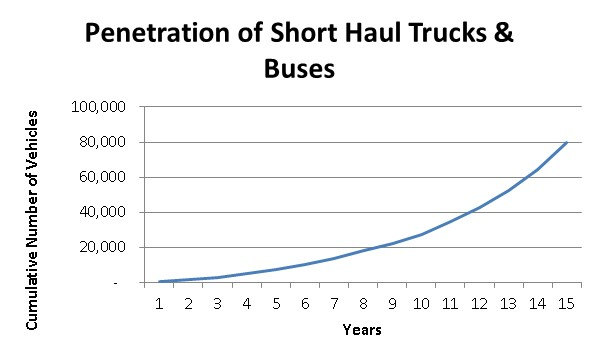 Penetration of Short Haul Trucks &
Buses
Cumulative Number of Vehicles
100,000
80,000
60,000
40,000
20,000
-
1 2 3 4 5 6 7 8 9 10 11 12 13 14 15
Years